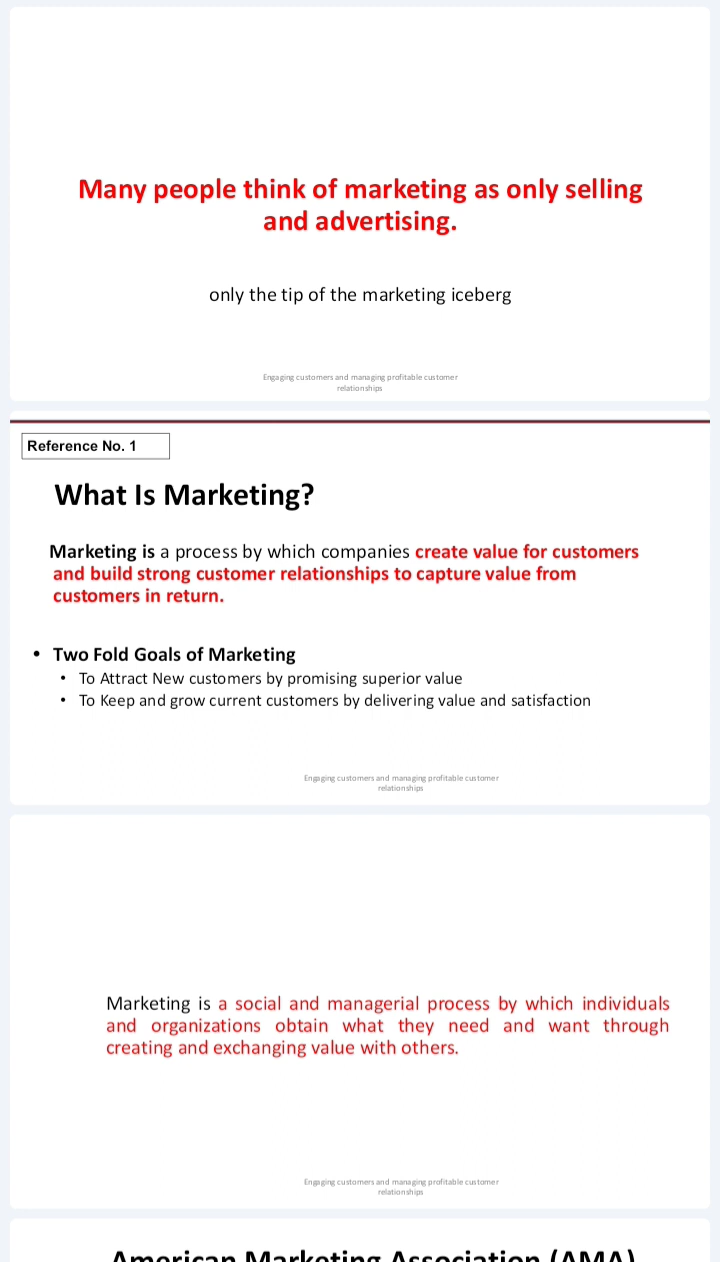 Many people think of marketing as only selling
and advertising.
only the tip of the marketing iceberg
Engaging customers and managing profitable customer
relationships
Reference No. 1
What Is Marketing?
Marketing is a process by which companies create value for customers
and build strong customer relationships to capture value from
customers in return.
• Two Fold Goals of Marketing
• To Attract New customers by promising superior value
• To Keep and grow current customers by delivering value and satisfaction
Engaging customers and managing profitable customer
relationships
Marketing is a social and managerial process by which individuals
and organizations obtain what they need and want through
creating and exchanging value with others.
Engaging customers and managing profitable customer
relationships
American Marketing Association (AMA)